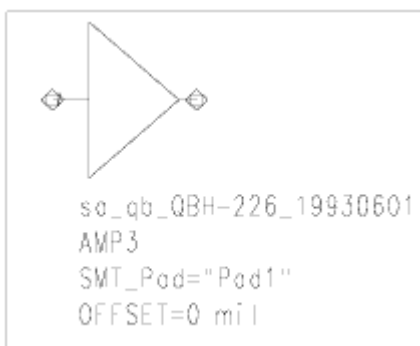 sa_qb_QBH-226_19930601
AMP3
SMT_Pad="Pad1"
OFFSET=0 mil